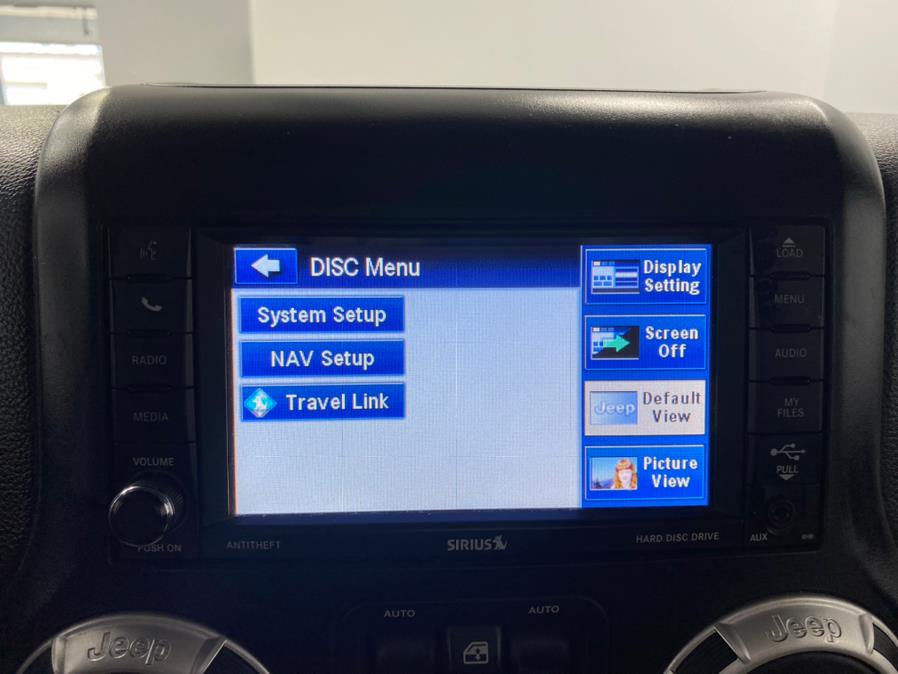 DISC Menu
System Setup
NAV Setup
Travel Link
Display
Setting
Screen
Off
Jeep
Default
View
Picture
View
RADIO
MEDIA
VOLUME
PUSH ON
LOAD
MENU
AUDIO
MY
FILES
PULL
AUX
ANTITHEFT
SIRIUS
HARD DISC DRIVE
AUTO
AUTO
Jeep
Jeep